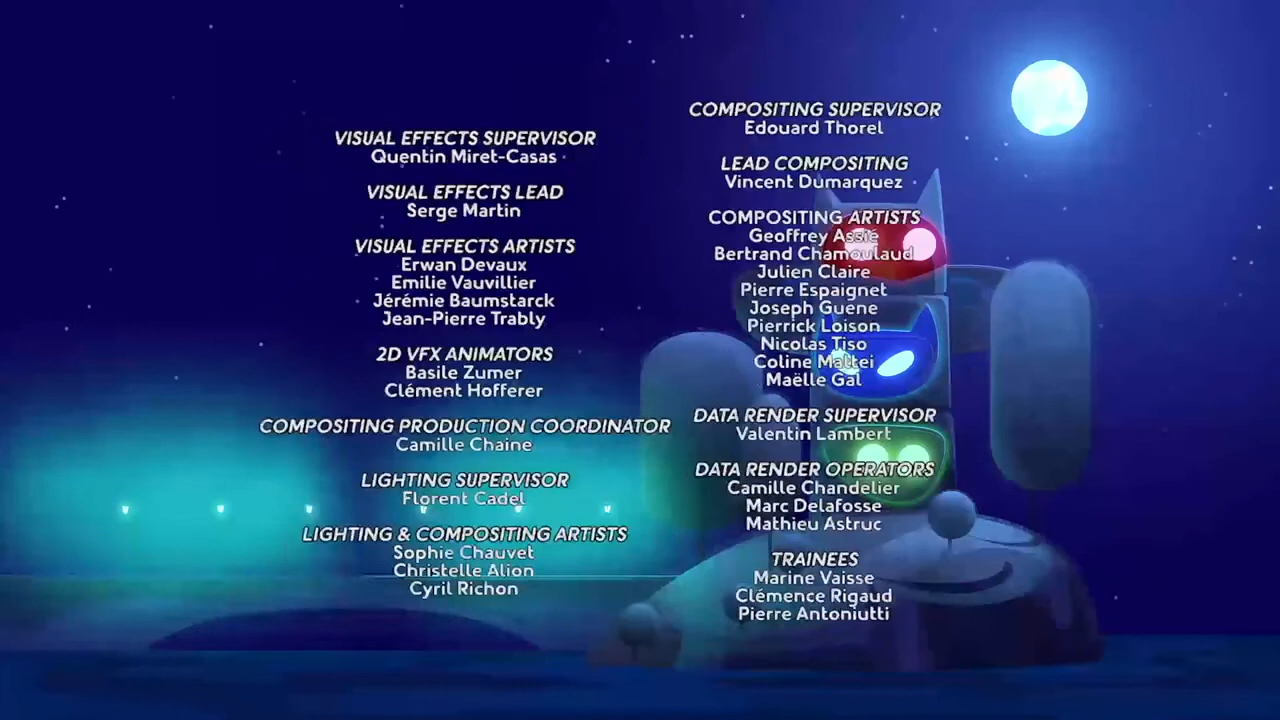 VISUAL EFFECTS SUPERVISOR
Quentin Miret-Casas
VISUAL EFFECTS LEAD
Serge Martin
VISUAL EFFECTS ARTISTS
Erwan Devaux
Emilie Vauvillier
Jérémie Baumstarck
Jean-Pierre Trably
2D VFX ANIMATORS
Basile Zumer
Clément Hofferer
COMPOSITING PRODUCTION COORDINATOR
Camille Chaine
LIGHTING SUPERVISOR
Florent Cadel
LIGHTING & COMPOSITING ARTISTS
Sophie Chauvet
Christelle Alion
Cyril Richon
COMPOSITING SUPERVISOR
Edouard Thorel
LEAD COMPOSITING
Vincent Dumarquez
COMPOSITING ARTISTS
Geoffrey Assié
Bertrand Chamoulaud
Julien Claire
Pierre Espaignet
Joseph Guene
Pierrick Loison
Nicolas Tiso
Coline Mattei
Maëlle Gal
DATA RENDER SUPERVISOR
Valentin Lambert
DATA RENDER OPERATORS
Camille Chandelier
Marc Delafosse
Mathieu Astruc
TRAINEES
Marine Vaisse
Clémence Rigaud
Pierre Antoniutti